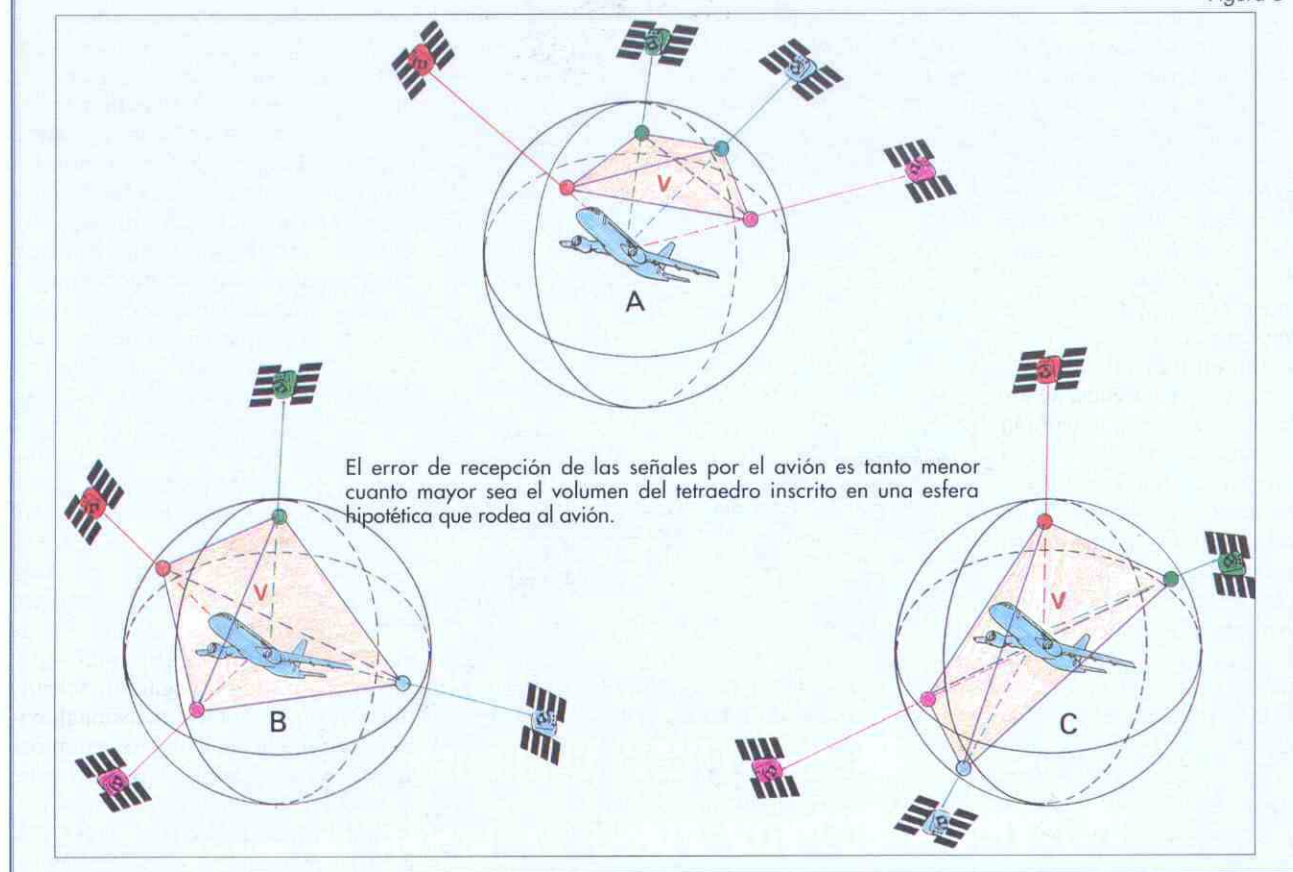 V
A
El error de recepción de las señales por el avión es tanto menor
cuanto mayor sea el volumen del tetraedro inscrito en una esfera
hipotética que rodea al avión.
V
B
V
C